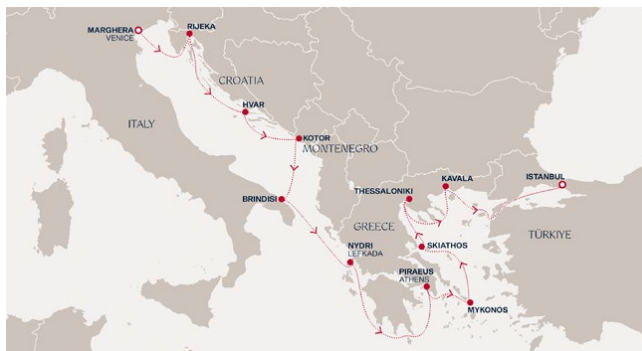 MARGHERA
VENICE
RIJEKA
CROATIA
HVAR
ITALY
KOTOR
MONTENEGRO
BRINDISI
THESSALONIKI
KAVALA
ISTANBUL
GREECE
TÜRKIYE
SKIATHOS
NYDRI
LEFKADA
PIRAEUS
ATHENS
MYKONOS